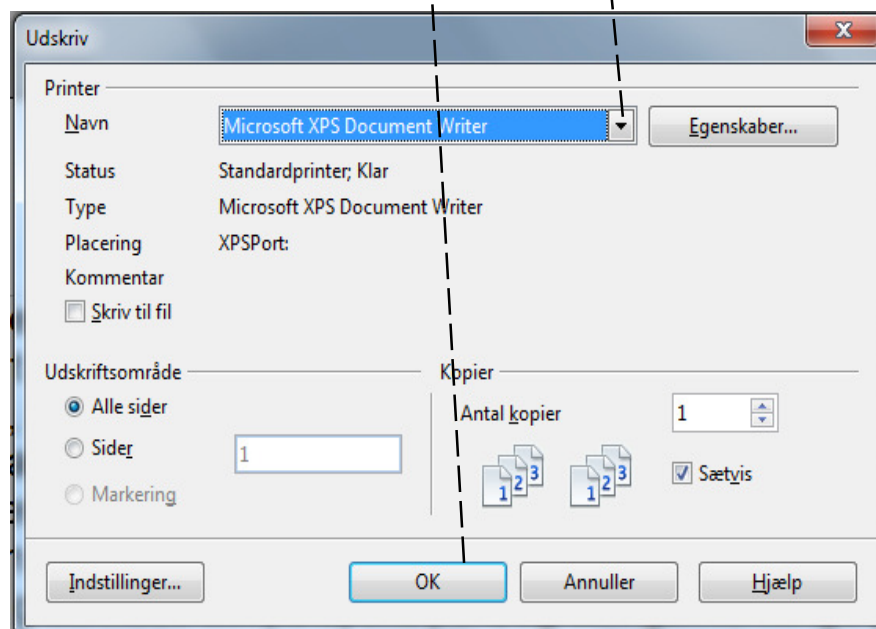 Udskriv
Printer
Navn Microsoft XPS Document Writer Egenskaber...
Status Standardprinter; Klar
Type Microsoft XPS Document Writer
Placering XPSPort:
Kommentar
Skriv til fil
Udskriftsområde Kopier
Alle sider Antal kopier 1
Sider 1
1 2 3 1 2 3 Sætvis
Markering
Indstillinger... OK Annuller Hjælp